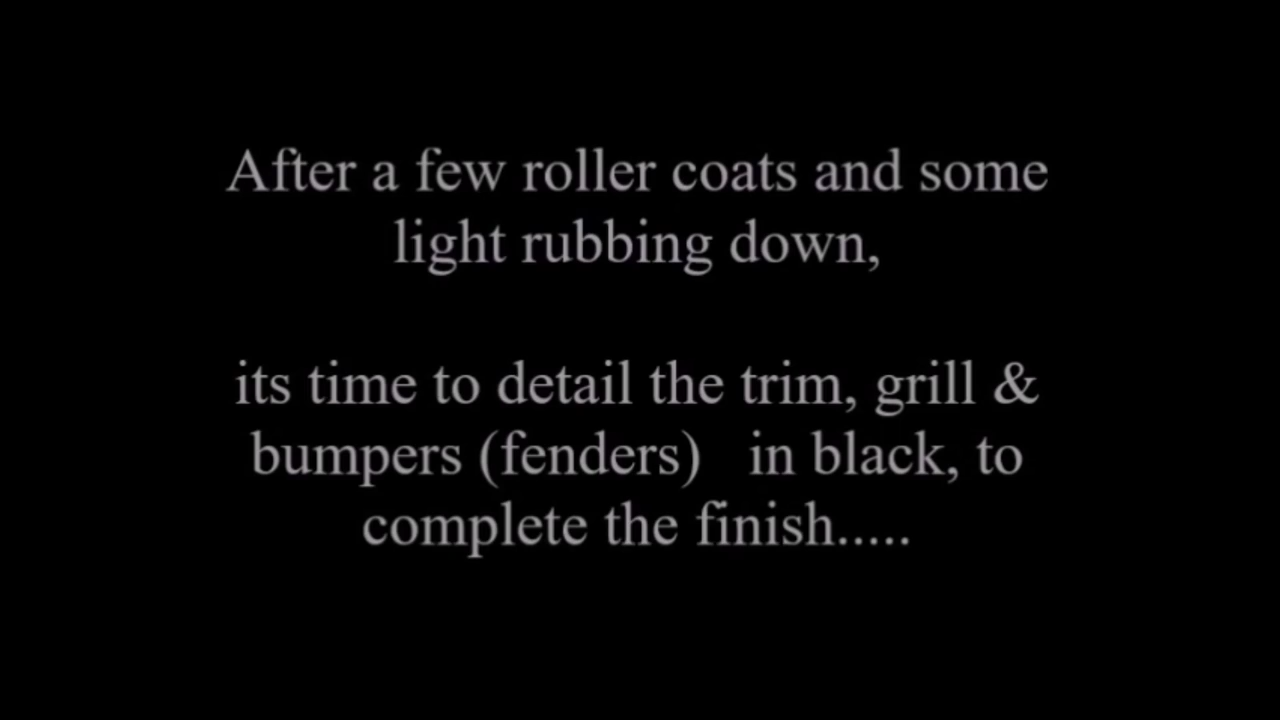 After a few roller coats and some
light rubbing down,
its time to detail the trim, grill &
bumpers (fenders)   in black, to
complete the finish.....